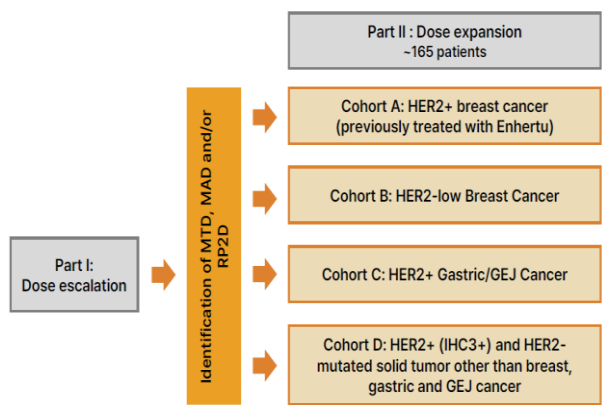 Part II : Dose expansion
~165 patients
Cohort A: HER2+ breast cancer
(previously treated with Enhertu)
Cohort B: HER2-low Breast Cancer
Part I:
Dose escalation
Identification of MTD, MAD and/or
RP2D
Cohort C: HER2+ Gastric/GEJ Cancer
Cohort D: HER2+ (IHC3+) and HER2-
mutated solid tumor other than breast,
gastric and GEJ cancer